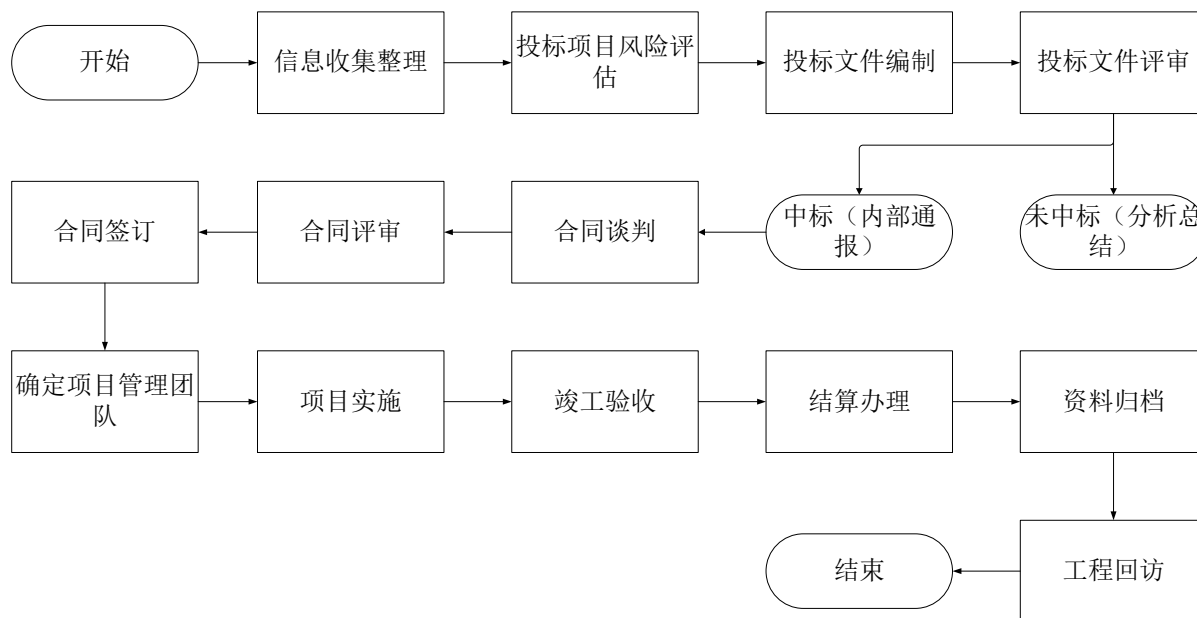 开始
信息收集整理
投标项目风险评
估
投标文件编制
投标文件评审
合同签订
合同评审
合同谈判
中标（内部通
报）
未中标（分析总
结）
确定项目管理团
队
项目实施
竣工验收
结算办理
资料归档
结束
工程回访